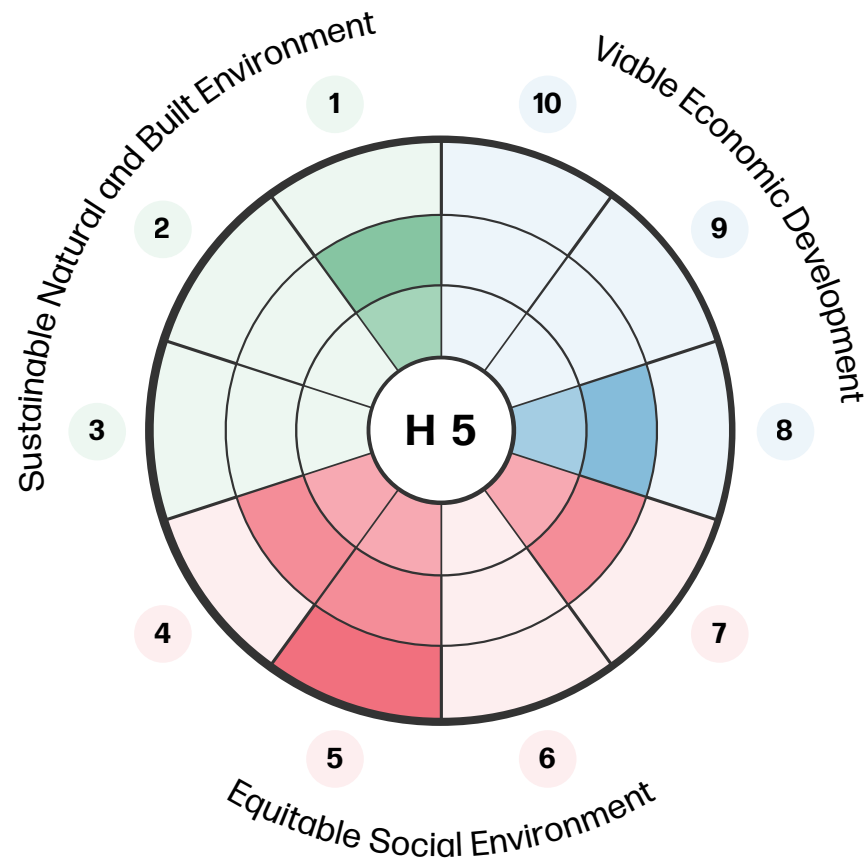 Sustainable Natural and Built Environment
Viable Economic Development
1
10
2
9
3
H 5
8
4
7
5
6
Equitable Social Environment